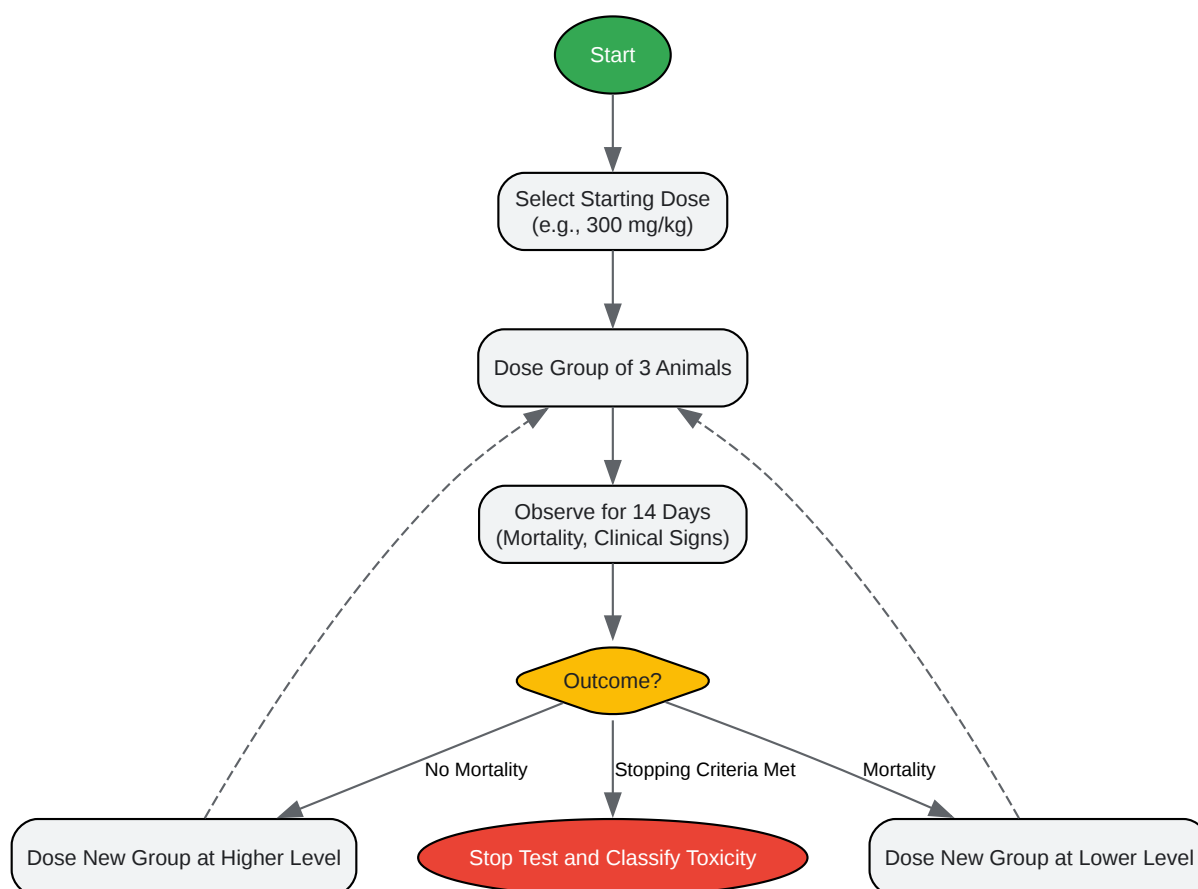 Start
Select Starting Dose
(e.g., 300 mg/kg)
Dose Group of 3 Animals
Observe for 14 Days
(Mortality, Clinical Signs)
Outcome?
No Mortality
Stopping Criteria Met
Mortality
Dose New Group at Higher Level
Stop Test and Classify Toxicity
Dose New Group at Lower Level